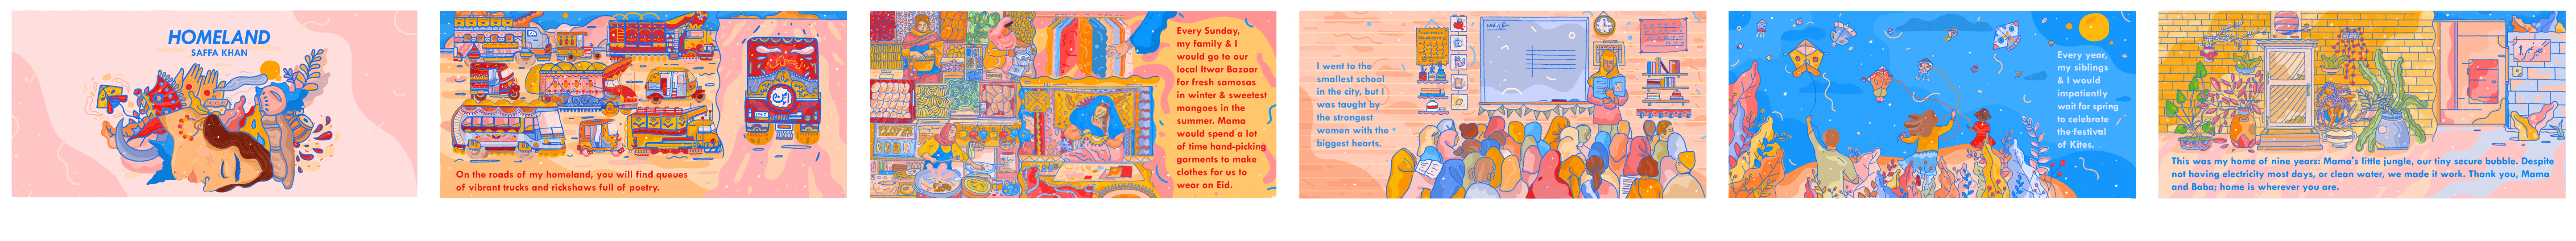 HOMELAND
SAFFA KHAN
On the roads of my homeland, you will find queues
of vibrant trucks and rickshaws full of poetry.
Every Sunday,
my family & I
would go to our
local Itwar Bazaar
for fresh samosas
in winter & sweetest
mangoes in the
summer. Mama
would spend a lot
of time hand-picking
garments to make
clothes for us to
wear on Eid.
I went to the
smallest school
in the city, but I
was taught by
the strongest
women with the
biggest hearts.
Every year,
my siblings
& I would
impatiently
wait for spring
to celebrate
the festival
of Kites.
This was my home of nine years: Mama's little jungle, our tiny secure bubble. Despite
not having electricity most days, or clean water, we made it work. Thank you, Mama
and Baba; home is wherever you are.